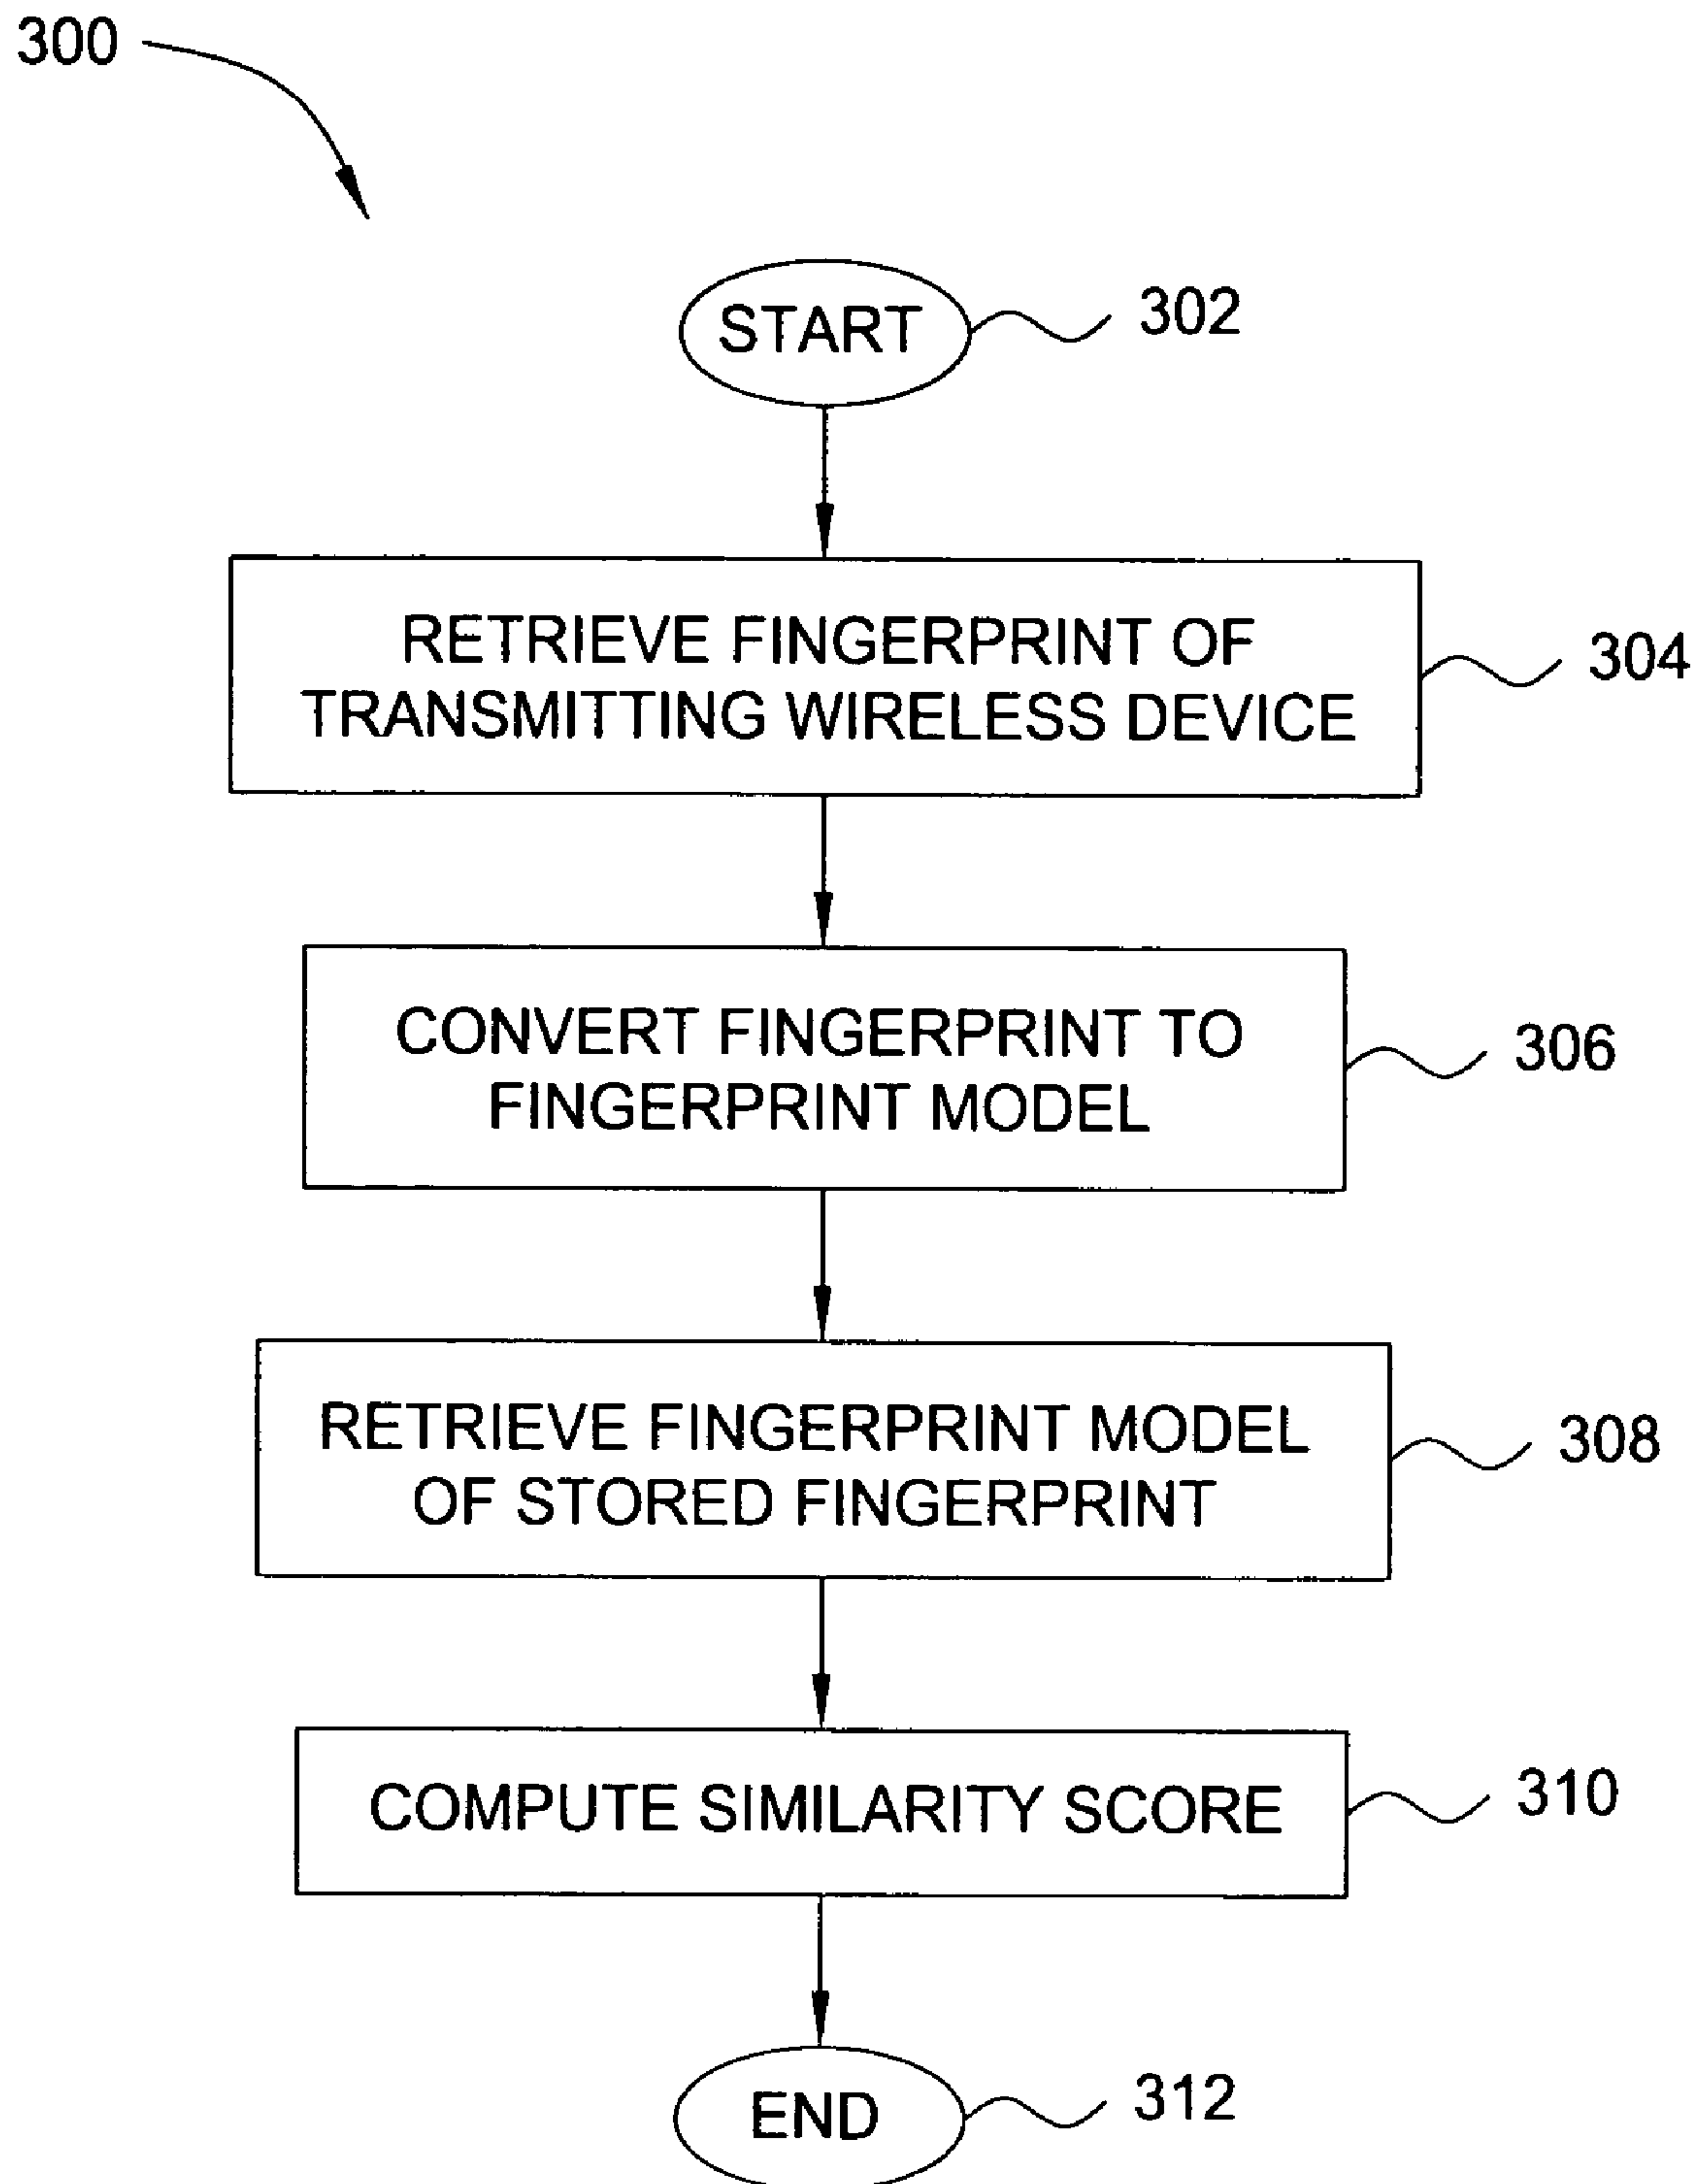 300
START
302
RETRIEVE FINGERPRINT OF
TRANSMITTING WIRELESS DEVICE
304
CONVERT FINGERPRINT TO
FINGERPRINT MODEL
306
RETRIEVE FINGERPRINT MODEL
OF STORED FINGERPRINT
308
COMPUTE SIMILARITY SCORE
310
END
312